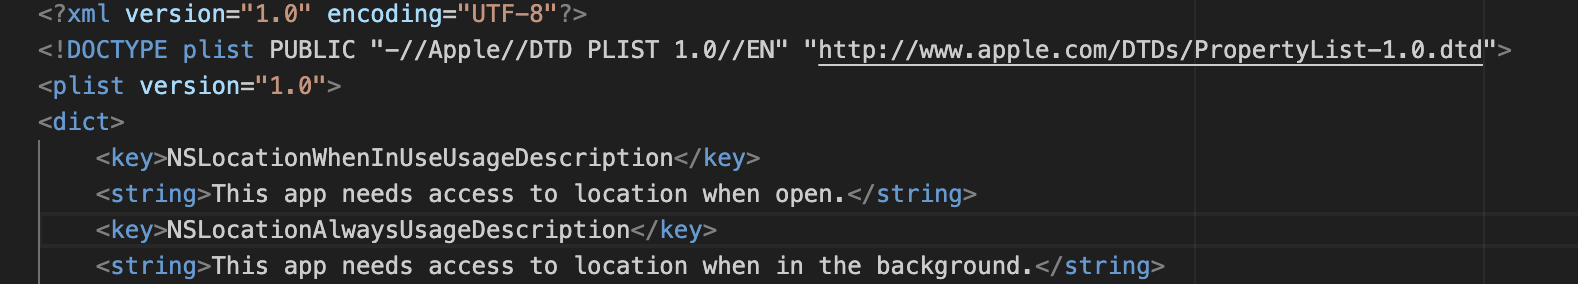 <?xml version="1.0" encoding="UTF-8"?>
<!DOCTYPE plist PUBLIC "-//Apple//DTD PLIST 1.0//EN" "http://www.apple.com/DTDs/PropertyList-1.0.dtd">
<plist version="1.0">
<dict>
    <key>NSLocationWhenInUseUsageDescription</key>
    <string>This app needs access to location when open.</string>
    <key>NSLocationAlwaysUsageDescription</key>
    <string>This app needs access to location when in the background.</string>